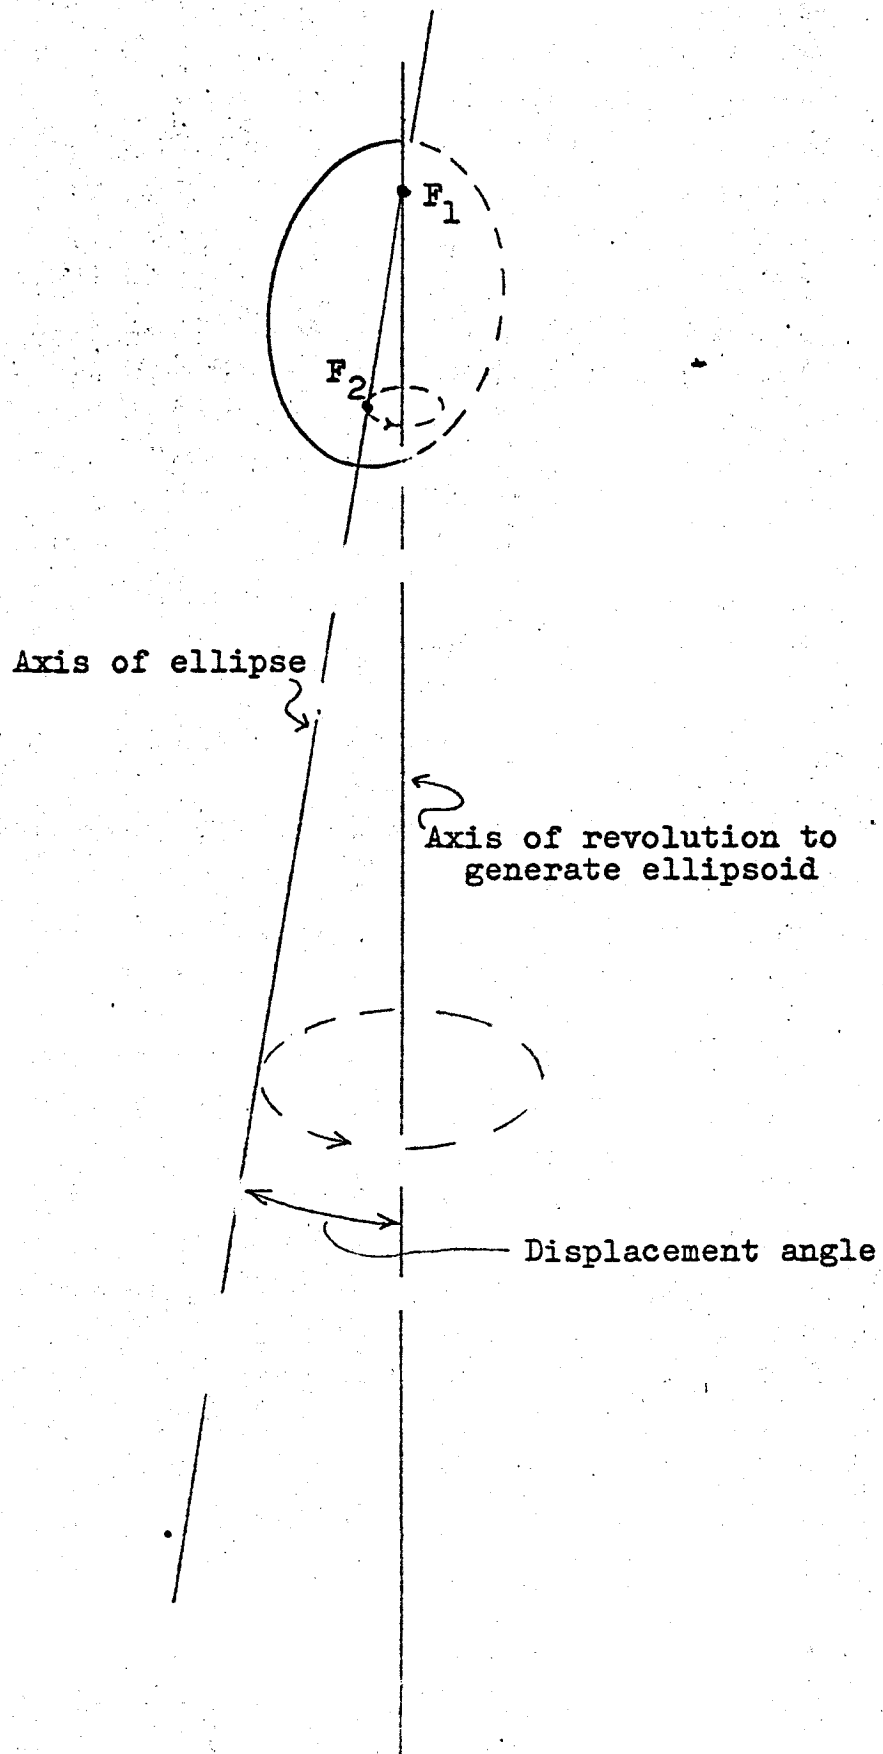 F1
F2
Axis of ellipse
Axis of revolution to
generate ellipsoid
Displacement angle